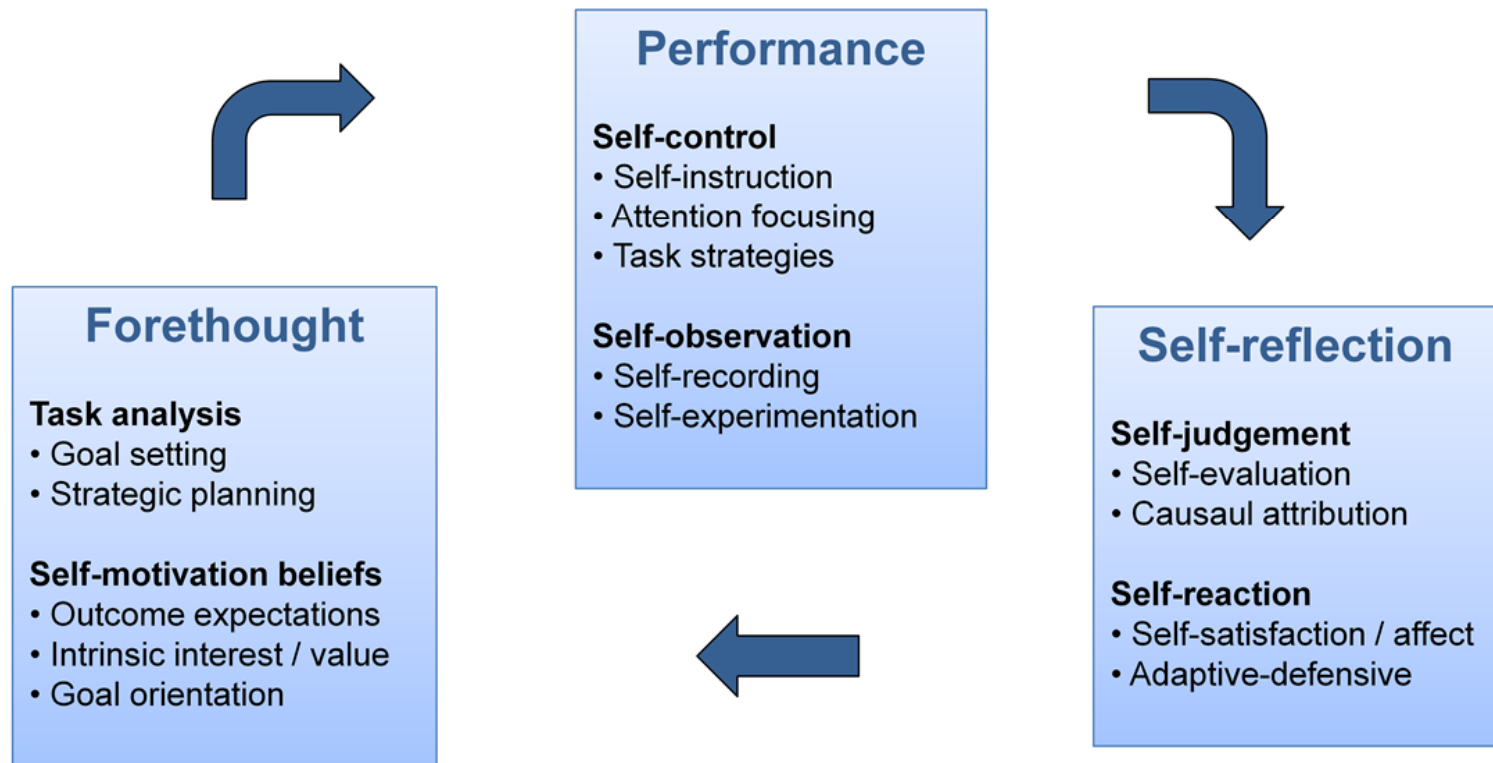 Forethought
Task analysis
• Goal setting
• Strategic planning
Self-motivation beliefs
• Outcome expectations
• Intrinsic interest / value
• Goal orientation
Performance
Self-control
• Self-instruction
• Attention focusing
• Task strategies
Self-observation
• Self-recording
• Self-experimentation
Self-reflection
Self-judgement
• Self-evaluation
• Causaul attribution
Self-reaction
• Self-satisfaction / affect
• Adaptive-defensive